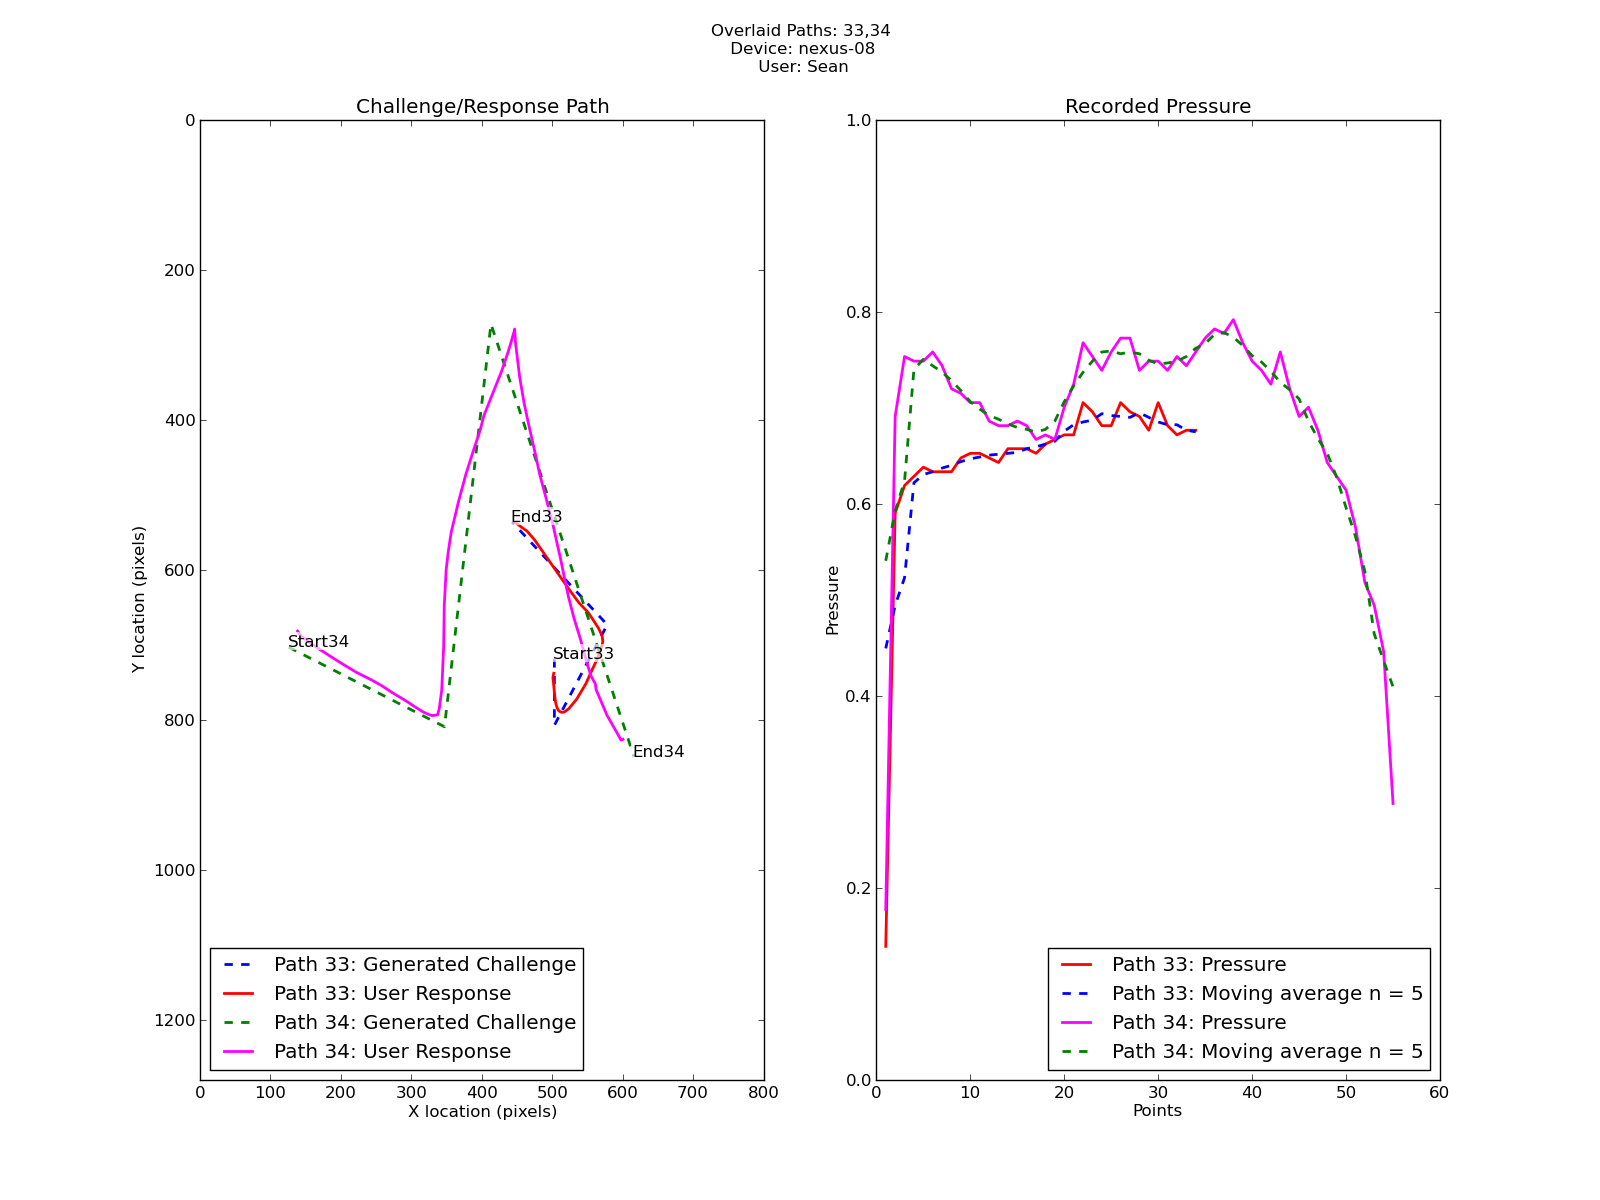 Overlaid Paths: 33,34
Device: nexus-08
User: Sean
Challenge/Response Path
0
200
400
600
800
1000
1200
Y location (pixels)
End33
Start34
Start33
End34
Path 33: Generated Challenge
Path 33: User Response
Path 34: Generated Challenge
Path 34: User Response
0 100 200 300 400 500 600 700 800
X location (pixels)
Recorded Pressure
1.0
0.8
0.6
0.4
0.2
0.0
Pressure
Path 33: Pressure
Path 33: Moving average n = 5
Path 34: Pressure
Path 34: Moving average n = 5
0 10 20 30 40 50 60
Points